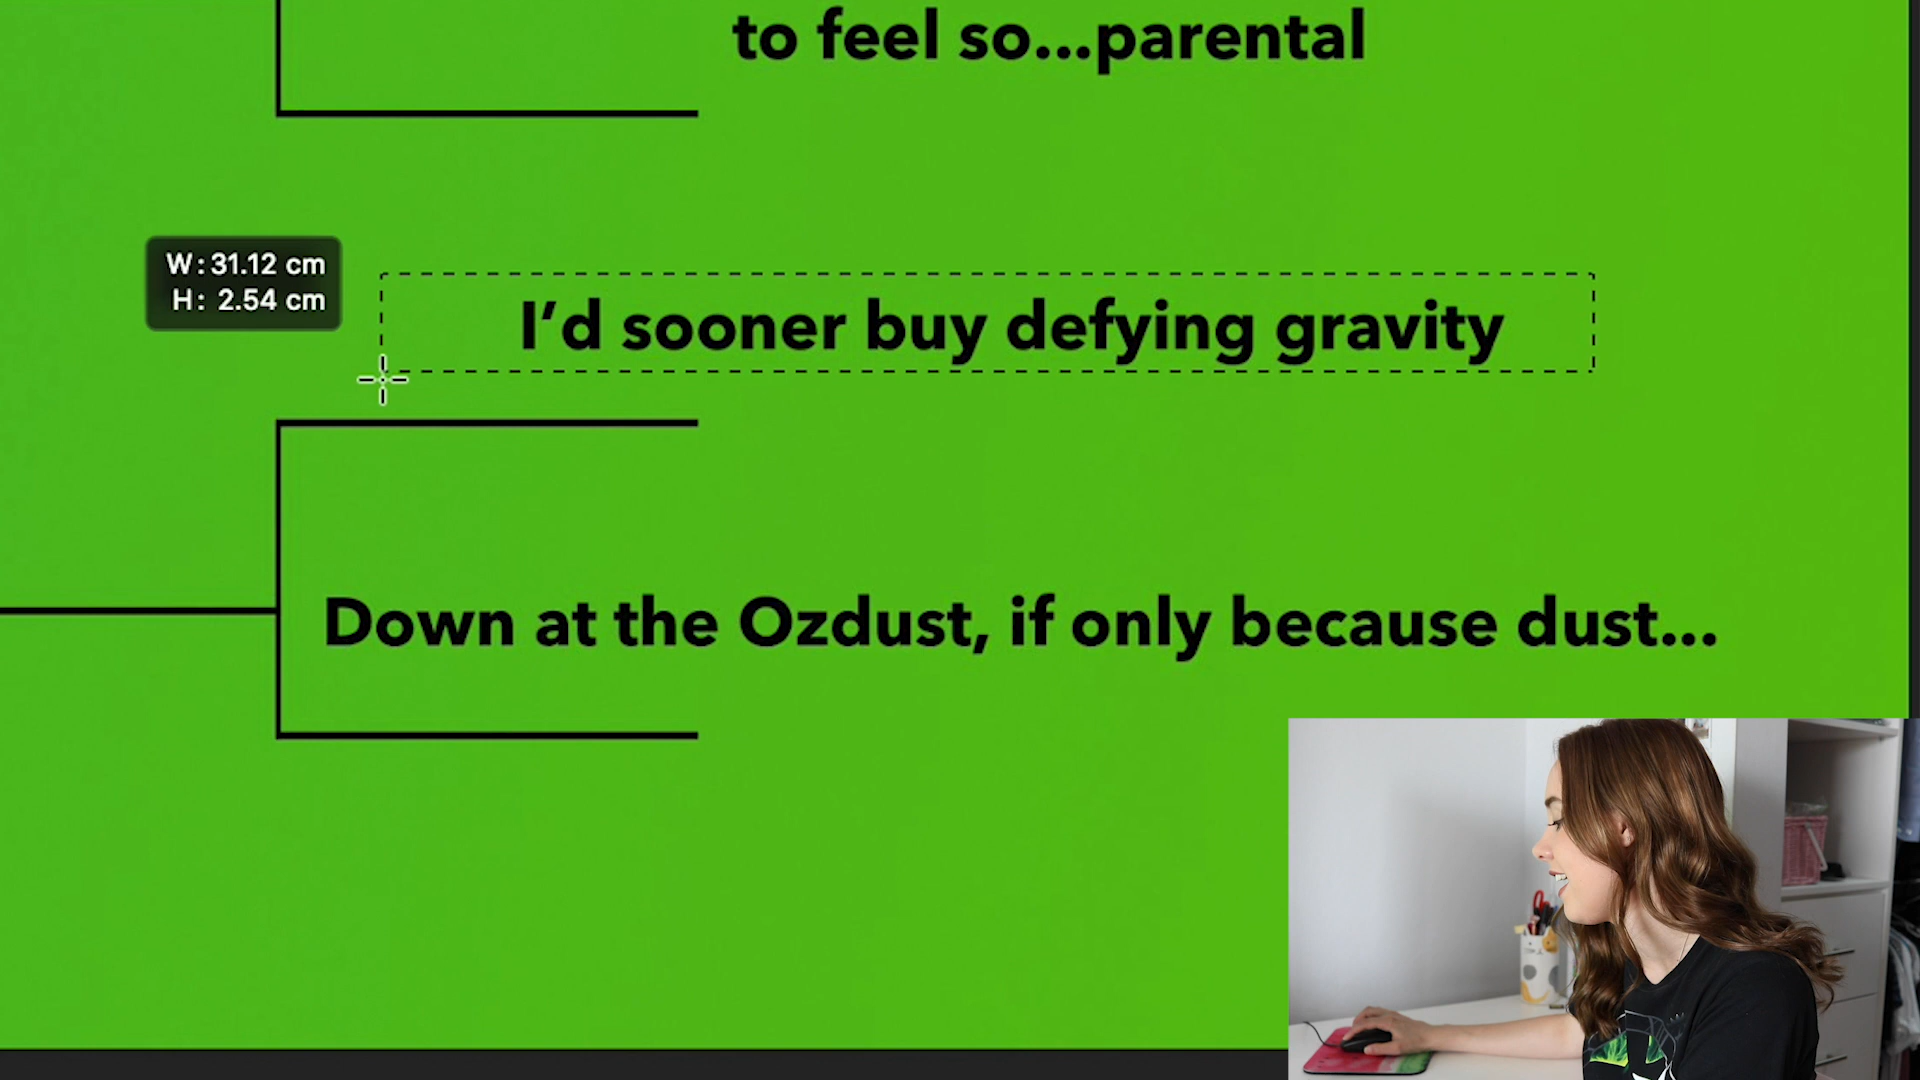 to feel so...parental
W: 31.12 cm
H: 2.54 cm
I’d sooner buy defying gravity
Down at the Ozdust, if only because dust...